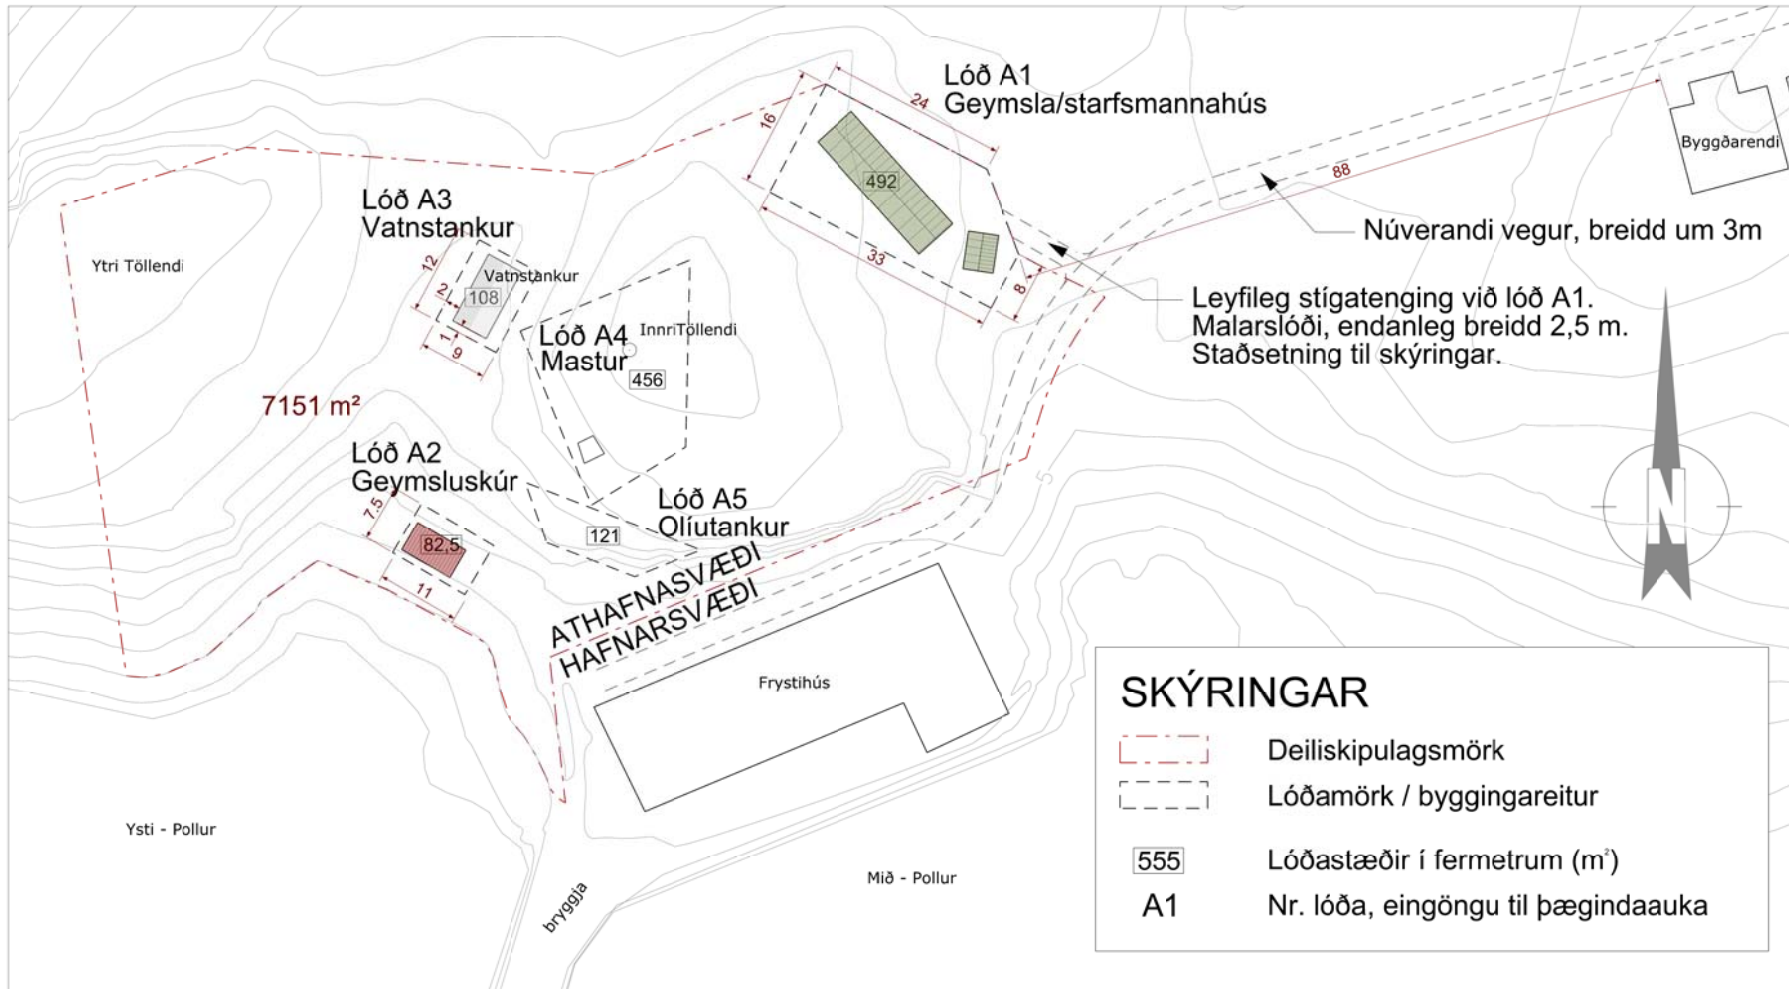 Lóð A1
Geymsla/starfsmannahús
24
16
492
33
8
88
Byggðarendi
Núverandi vegur, breidd um 3m
Leyfileg stígatenging við lóð A1.
Malarslóði, endanleg breidd 2,5 m.
Staðsetning til skýringar.
Lóð A3
Vatnstankur
Ytri Töllendi
12
Vatnstankur
2
108
1
9
Lóð A4
Mastur
InnriTöllendi
456
7151 m²
Lóð A2
Geymsluskúr
7.5
82,5
11
Lóð A5
Olíutankur
121
ATHAFNASVÆÐI
HAFNARSVÆÐI
Frystihús
N
Ysti - Pollur
Mið - Pollur
bryggja
SKÝRINGAR
Deiliskipulagsmörk
Lóðamörk / byggingareitur
555 Lóðastæðir í fermetrum (m²)
A1 Nr. lóða, eingöngu til þægindaauka